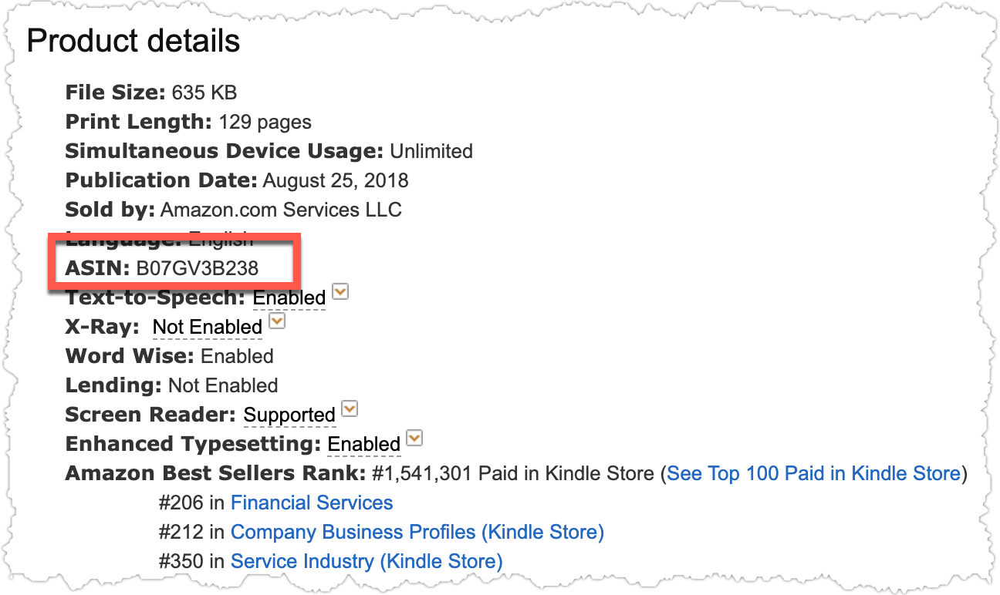 Product details
File Size: 635 KB
Print Length: 129 pages
Simultaneous Device Usage: Unlimited
Publication Date: August 25, 2018
Sold by: Amazon.com Services LLC
Language: English
ASIN: B07GV3B238
Text-to-Speech: Enabled
X-Ray: Not Enabled
Word Wise: Enabled
Lending: Not Enabled
Screen Reader: Supported
Enhanced Typesetting: Enabled
Amazon Best Sellers Rank: #1,541,301 Paid in Kindle Store (See Top 100 Paid in Kindle Store)
#206 in Financial Services
#212 in Company Business Profiles (Kindle Store)
#350 in Service Industry (Kindle Store)